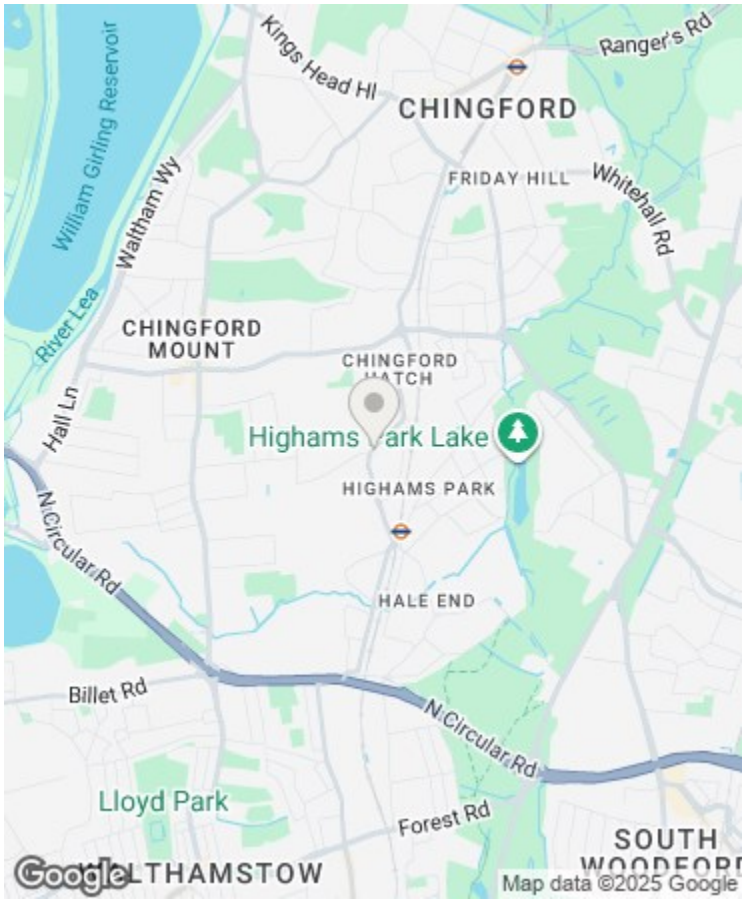 Ranger's Rd
Kings Head Hl
CHINGFORD
William Girling Reservoir
FRIDAY HILL
Whitehall Rd
Waltham Wy
River Lea
CHINGFORD
MOUNT
CHINGFORD
HATCH
Hall Ln
Highams Park Lake
HIGHAMS PARK
N Circular Rd
HALE END
Billet Rd
N Circular Rd
Lloyd Park
Forest Rd
SOUTH
WOODFORD
WALTHAMSTOW
Google
Map data ©2025 Google